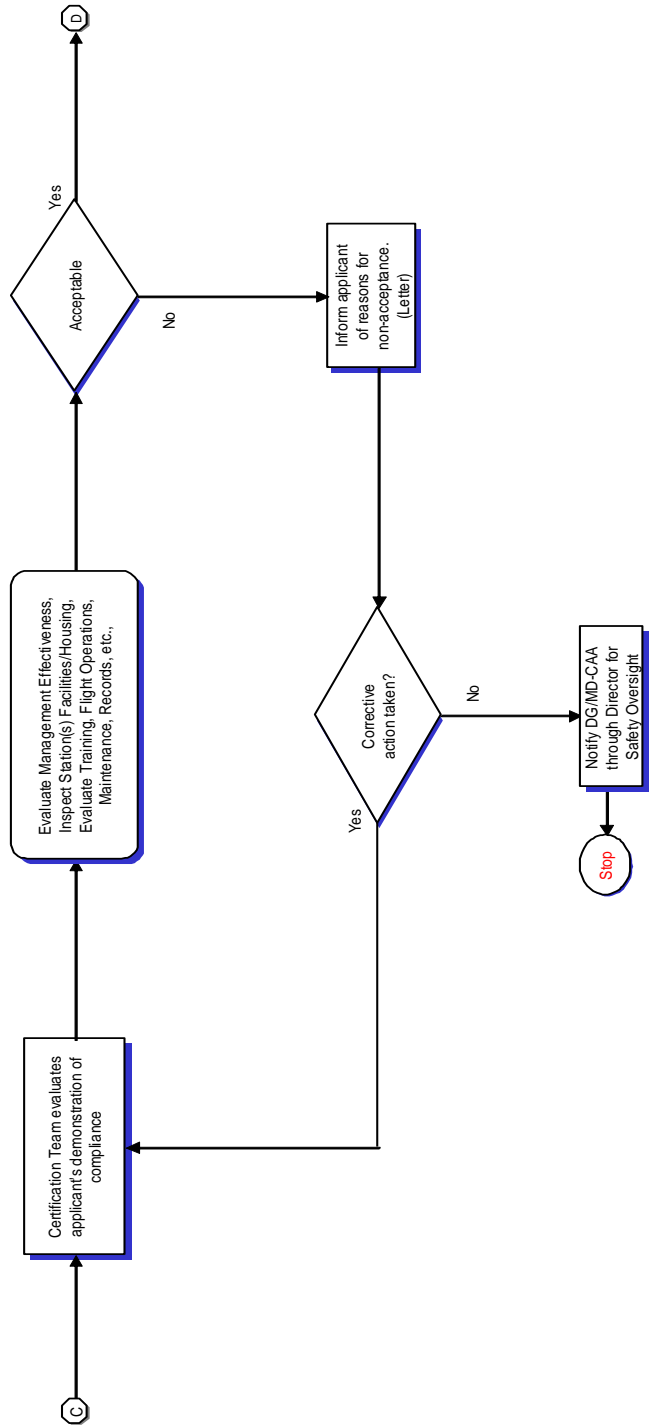 C
Certification Team evaluates
applicant's demonstration of
compliance
Evaluate Management Effectiveness,
Inspect Station(s) Facilities/Housing,
Evaluate Training, Flight Operations,
Maintenance, Records, etc.,
Acceptable
Yes
D
No
Inform applicant
of reasons for
non-acceptance.
(Letter)
Corrective
action taken?
Yes
No
Notify DG/MD-CAA
through Director for
Safety Oversight
Stop